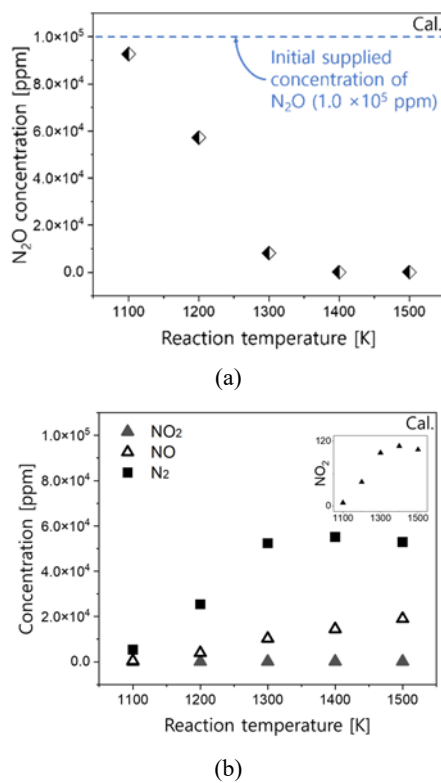 Cal.
1.0×10⁵
8.0×10⁴
6.0×10⁴
4.0×10⁴
2.0×10⁴
0.0
N₂O concentration [ppm]
Initial supplied
concentration of
N₂O (1.0 ×10⁵ ppm)
1100 1200 1300 1400 1500
Reaction temperature [K]
(a)
Cal.
1.0×10⁵
8.0×10⁴
6.0×10⁴
4.0×10⁴
2.0×10⁴
0.0
Concentration [ppm]
NO₂
NO
N₂
120
0
NO₂
1100 1300 1500
1100 1200 1300 1400 1500
Reaction temperature [K]
(b)